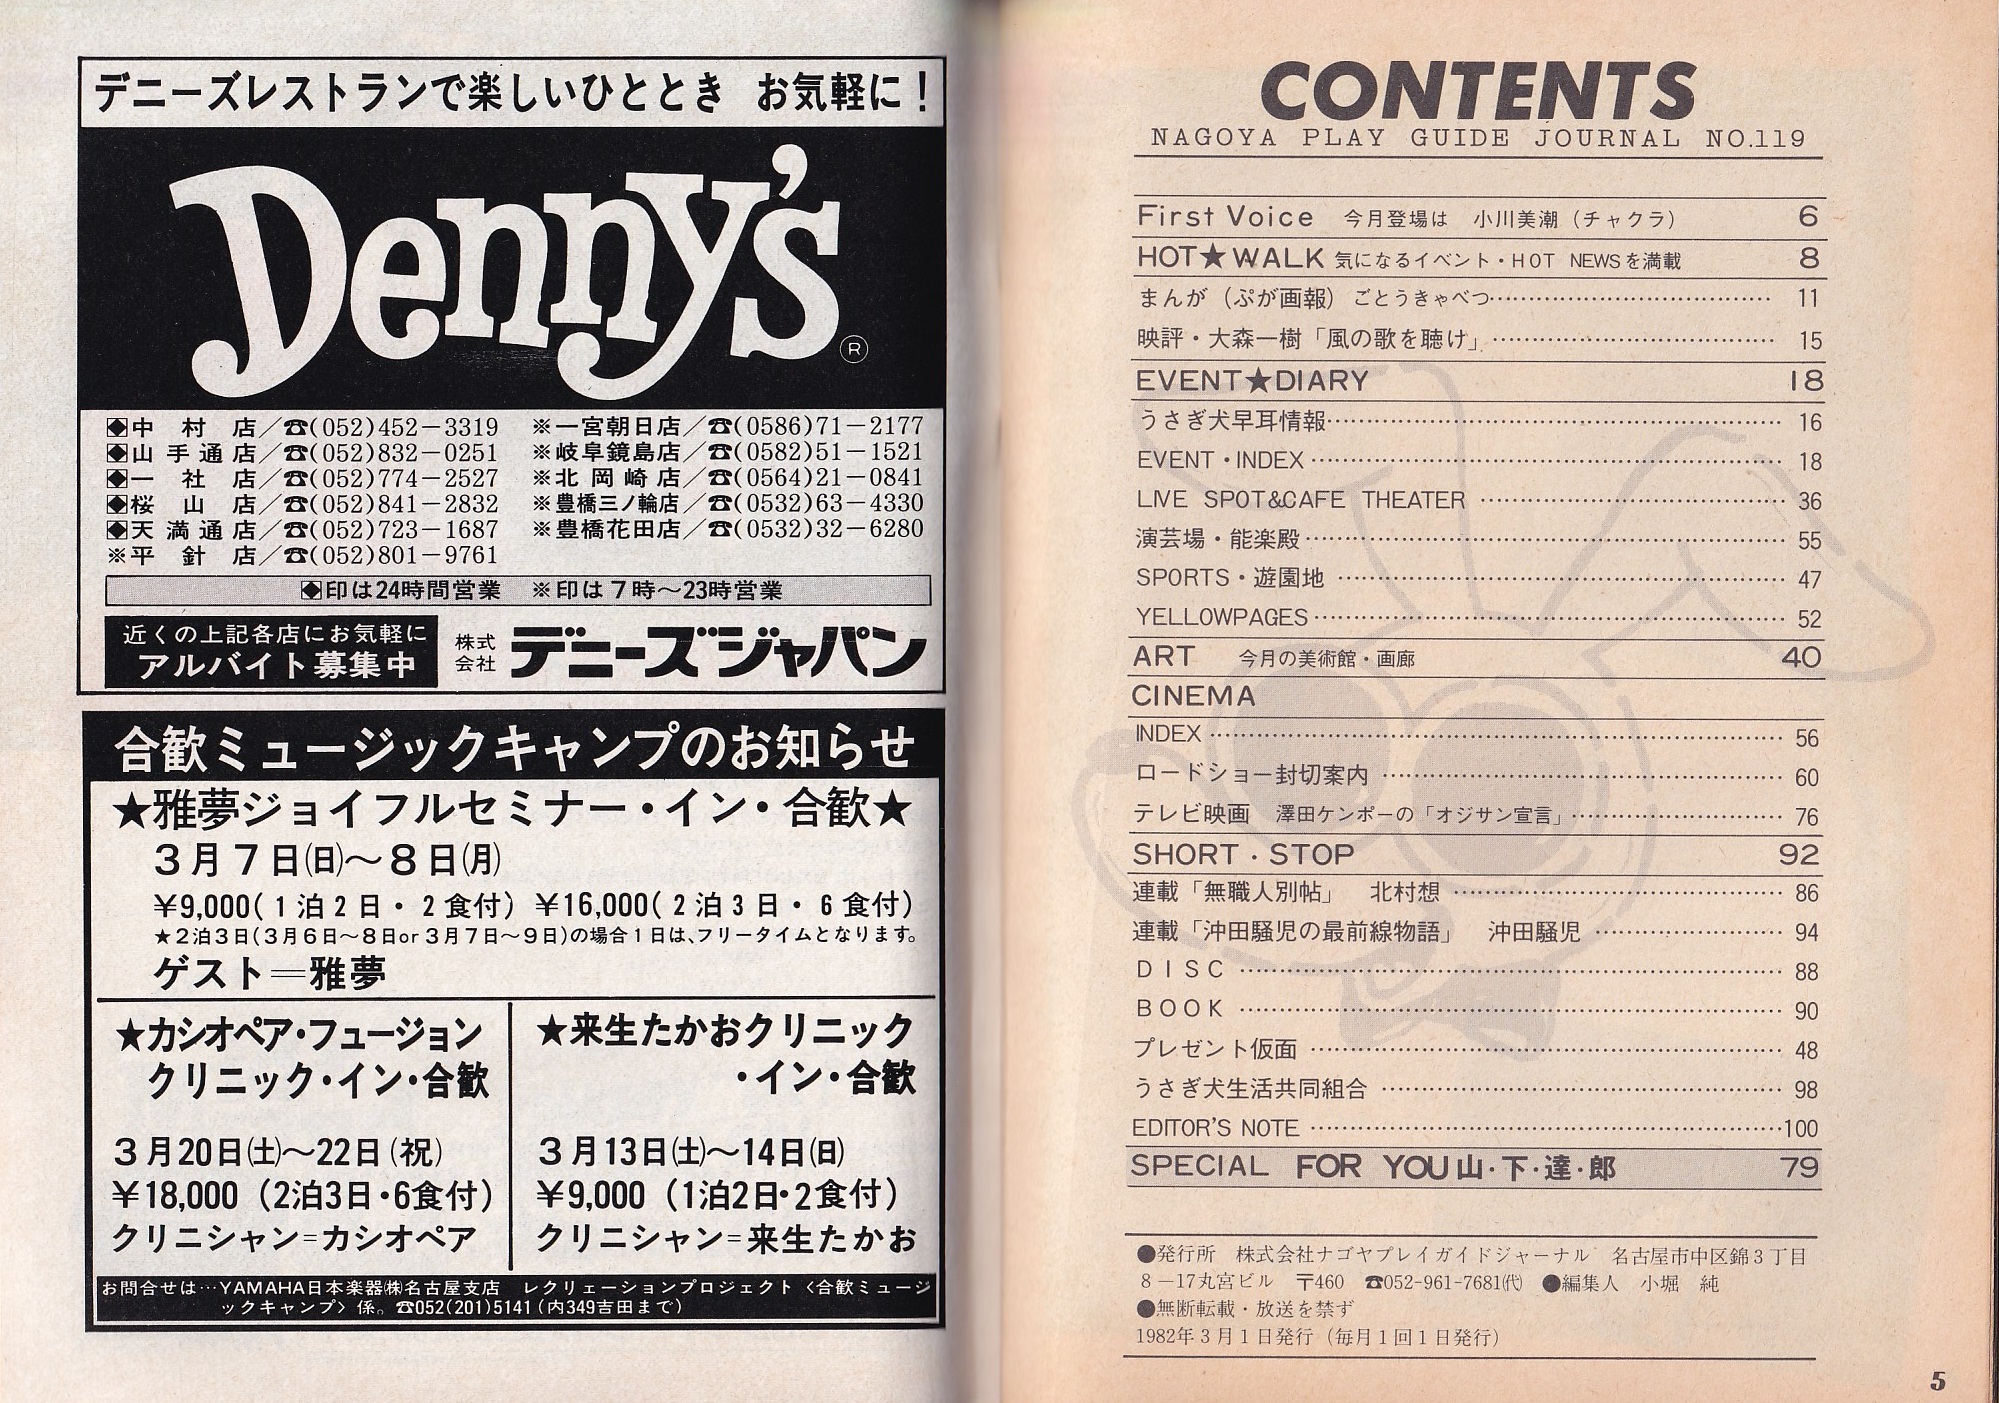 デニーズレストランで楽しいひととき お気軽に！
Denny's
®
◆中村店／☎(052)452－3319
◆山手通店／☎(052)832－0251
◆一社店／☎(052)774－2527
◆桜山店／☎(052)841－2832
◆天満通店／☎(052)723－1687
※平針店／☎(052)801－9761
※一宮朝日店／☎(0586)71－2177
※岐阜鏡島店／☎(0582)51－1521
※北岡崎店／☎(0564)21－0841
※豊橋三ノ輪店／☎(0532)63－4330
※豊橋花田店／☎(0532)32－6280
◆印は24時間営業 ※印は7時～23時営業
近くの上記各店にお気軽に
アルバイト募集中
株式会社 デニーズジャパン
合歓ミュージックキャンプのお知らせ
★雅夢ジョイフルセミナー・イン・合歓★
3月7日(日)～8日(月)
¥9,000(1泊2日・2食付) ¥16,000(2泊3日・6食付)
★2泊3日(3月6日～8日or3月7日～9日)の場合1日は、フリータイムとなります。
ゲスト＝雅夢
★カシオペア・フュージョン
クリニック・イン・合歓
3月20日(土)～22日(祝)
¥18,000 (2泊3日・6食付)
クリニシャン=カシオペア
★来生たかおクリニック
・イン・合歓
3月13日(土)～14日(日)
¥9,000 (1泊2日・2食付)
クリニシャン=来生たかお
お問合せは…YAMAHA日本楽器㈱名古屋支店 レクリェーションプロジェクト〈合歓ミュージ
ックキャンプ〉係。☎052(201)5141(内349吉田まで)
CONTENTS
NAGOYA PLAY GUIDE JOURNAL NO.119
First Voice 今月登場は 小川美潮（チャクラ） 6
HOT★WALK 気になるイベント・HOT NEWSを満載 8
まんが（ぷが画報）ごとうきゃべつ…… 11
映評・大森一樹「風の歌を聴け」…… 15
EVENT★DIARY 18
うさぎ犬早耳情報…… 16
EVENT・INDEX…… 18
LIVE SPOT&CAFE THEATER…… 36
演芸場・能楽殿…… 55
SPORTS・遊園地…… 47
YELLOWPAGES…… 52
ART 今月の美術館・画廊 40
CINEMA
INDEX…… 56
ロードショー封切案内…… 60
テレビ映画 澤田ケンポーの「オジサン宣言」…… 76
SHORT・STOP 92
連載「無職人別帖」 北村想…… 86
連載「沖田騒児の最前線物語」 沖田騒児…… 94
DISC…… 88
BOOK…… 90
プレゼント仮面…… 48
うさぎ犬生活共同組合…… 98
EDITOR'S NOTE…… 100
SPECIAL FOR YOU山・下・達・郎 79
●発行所 株式会社ナゴヤプレイガイドジャーナル 名古屋市中区錦3丁目
8－17丸宮ビル 〒460 ☎052-961-7681㈹ ●編集人 小堀 純
●無断転載・放送を禁ず
1982年3月1日発行（毎月1回1日発行）
5